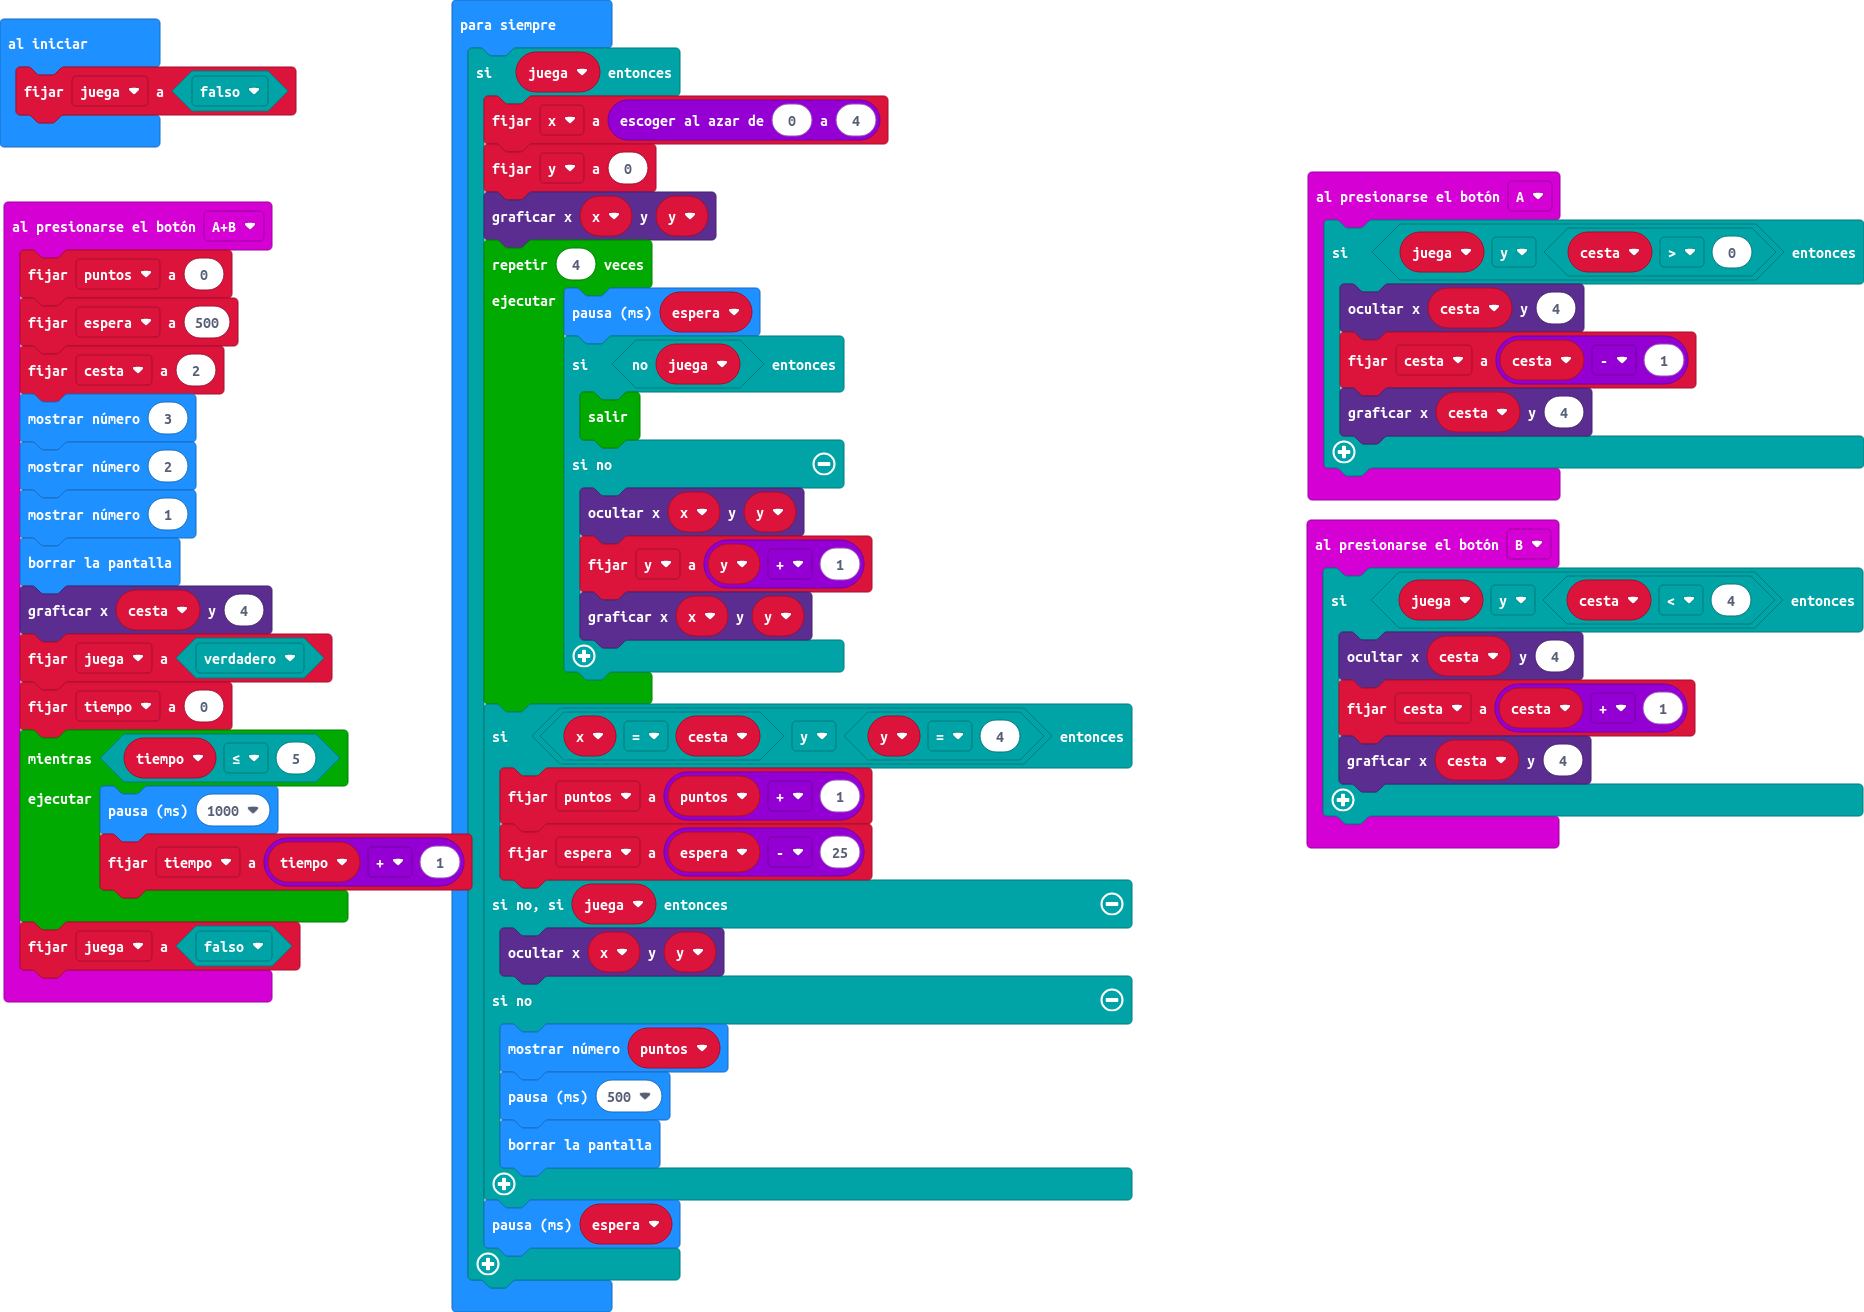 al iniciar
fijar juega a falso
al presionarse el botón A+B
fijar puntos a 0
fijar espera a 500
fijar cesta a 2
mostrar número 3
mostrar número 2
mostrar número 1
borrar la pantalla
graficar x cesta y 4
fijar juega a verdadero
fijar tiempo a 0
mientras tiempo ≤ 5
ejecutar
pausa (ms) 1000
fijar tiempo a tiempo + 1
fijar juega a falso
para siempre
si juega entonces
fijar x a escoger al azar de 0 a 4
fijar y a 0
graficar x x y y
repetir 4 veces
ejecutar
pausa (ms) espera
si no juega entonces
salir
si no
ocultar x x y y
fijar y a y + 1
graficar x x y y
si x = cesta y y = 4 entonces
fijar puntos a puntos + 1
fijar espera a espera - 25
si no, si juega entonces
ocultar x x y y
si no
mostrar número puntos
pausa (ms) 500
borrar la pantalla
pausa (ms) espera
al presionarse el botón A
si juega y cesta > 0 entonces
ocultar x cesta y 4
fijar cesta a cesta - 1
graficar x cesta y 4
al presionarse el botón B
si juega y cesta < 4 entonces
ocultar x cesta y 4
fijar cesta a cesta + 1
graficar x cesta y 4